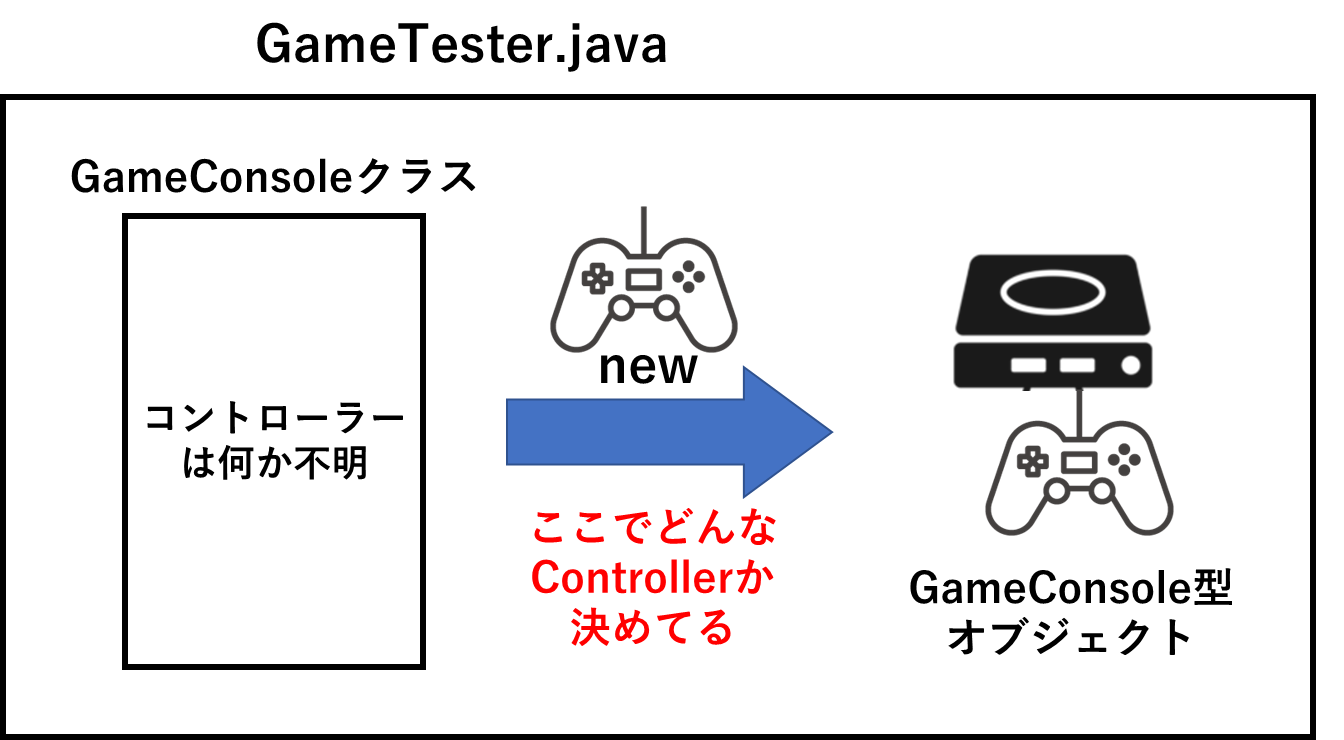 GameTester.java
GameConsoleクラス
コントローラー
は何か不明
new
ここでどんな
Controllerか
決めてる
GameConsole型
オブジェクト